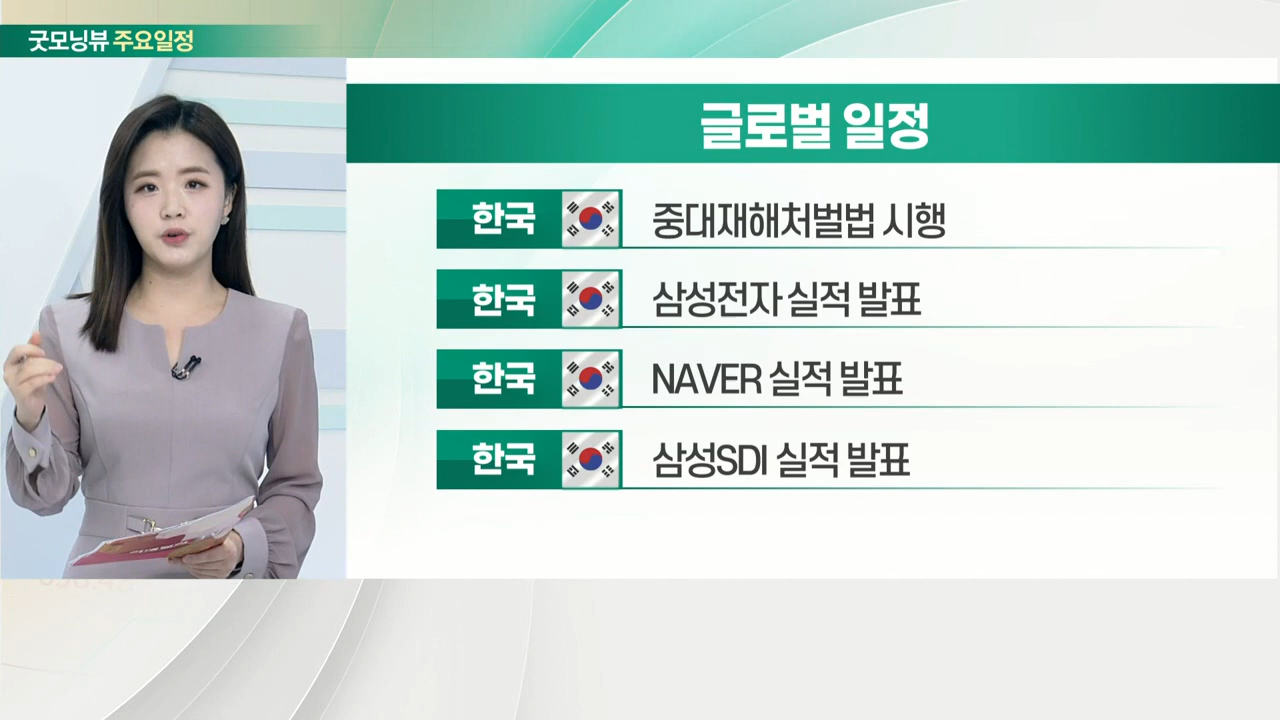 굿모닝뷰 주요일정
글로벌 일정
한국 중대재해처벌법 시행
한국 삼성전자 실적 발표
한국 NAVER 실적 발표
한국 삼성SDI 실적 발표